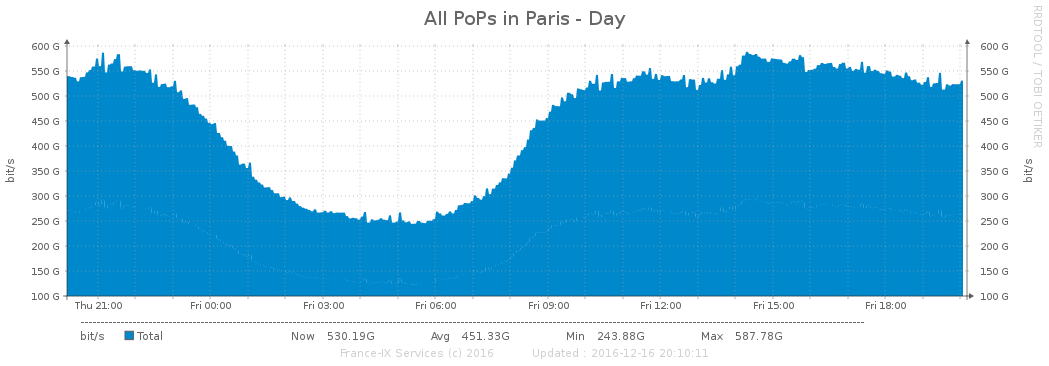 All PoPs in Paris - Day
RRDTOOL / TOBI OETIKER
600 G 600 G
550 G 550 G
500 G 500 G
450 G 450 G
400 G 400 G
350 G 350 G
300 G 300 G
250 G 250 G
200 G 200 G
150 G 150 G
100 G 100 G
bit/s bit/s
Thu 21:00 Fri 00:00 Fri 03:00 Fri 06:00 Fri 09:00 Fri 12:00 Fri 15:00 Fri 18:00
bit/s Total Now 530.19G Avg 451.33G Min 243.88G Max 587.78G
France-IX Services (c) 2016 Updated : 2016-12-16 20:10:11